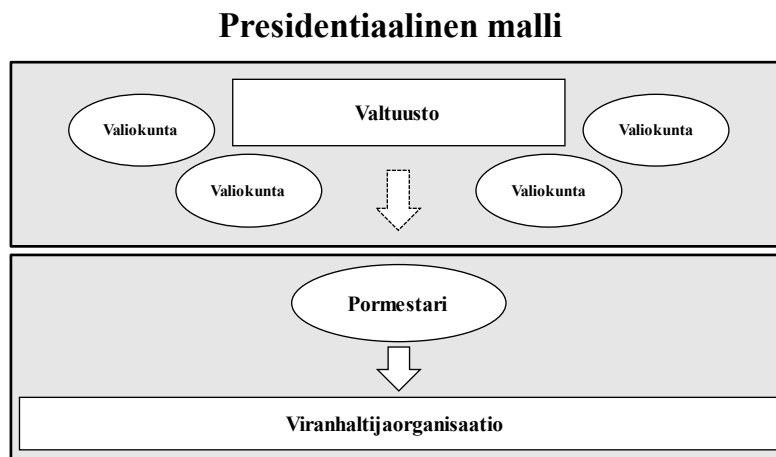 Presidentiaalinen malli
Valtuusto
Valiokunta
Valiokunta
Valiokunta
Valiokunta
Pormestari
Viranhaltijaorganisaatio